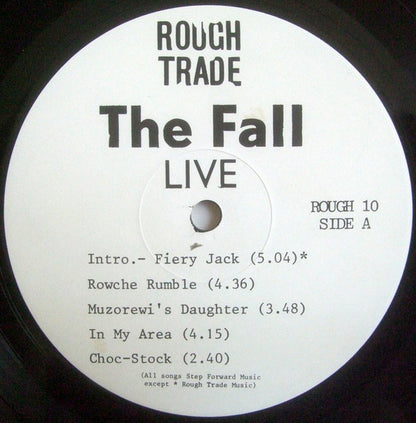 ROUGH
TRADE
The Fall
LIVE
ROUGH 10
SIDE A
Intro.- Fiery Jack (5.04)*
Rowche Rumble (4.36)
Muzorewi's Daughter (3.48)
In My Area (4.15)
Choc-Stock (2.40)
(All songs Step Forward Music
except * Rough Trade Music)